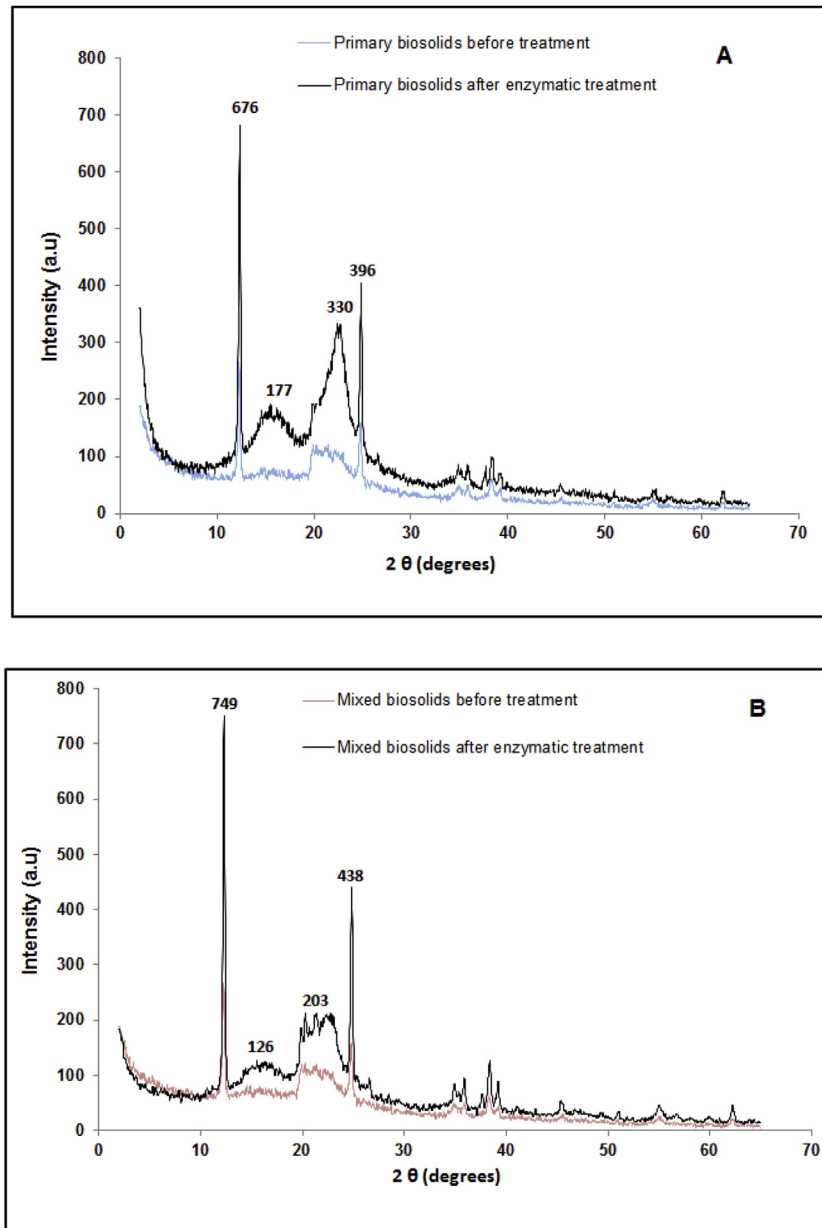 Primary biosolids before treatment
A
Primary biosolids after enzymatic treatment
800
700
600
500
400
300
200
100
0
Intensity (a.u)
676
177
330
396
0 10 20 30 40 50 60 70
2 θ (degrees)
Mixed biosolids before treatment
B
Mixed biosolids after enzymatic treatment
800
700
600
500
400
300
200
100
0
Intensity (a.u)
749
126
203
438
0 10 20 30 40 50 60 70
2 θ (degrees)